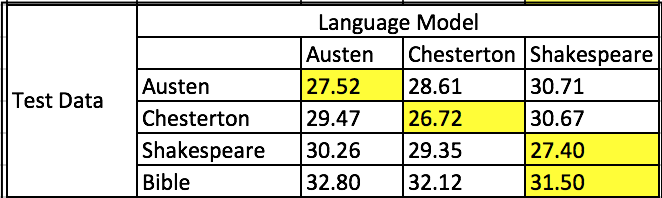 Language Model
Austen Chesterton Shakespeare
Test Data
Austen 27.52 28.61 30.71
Chesterton 29.47 26.72 30.67
Shakespeare 30.26 29.35 27.40
Bible 32.80 32.12 31.50